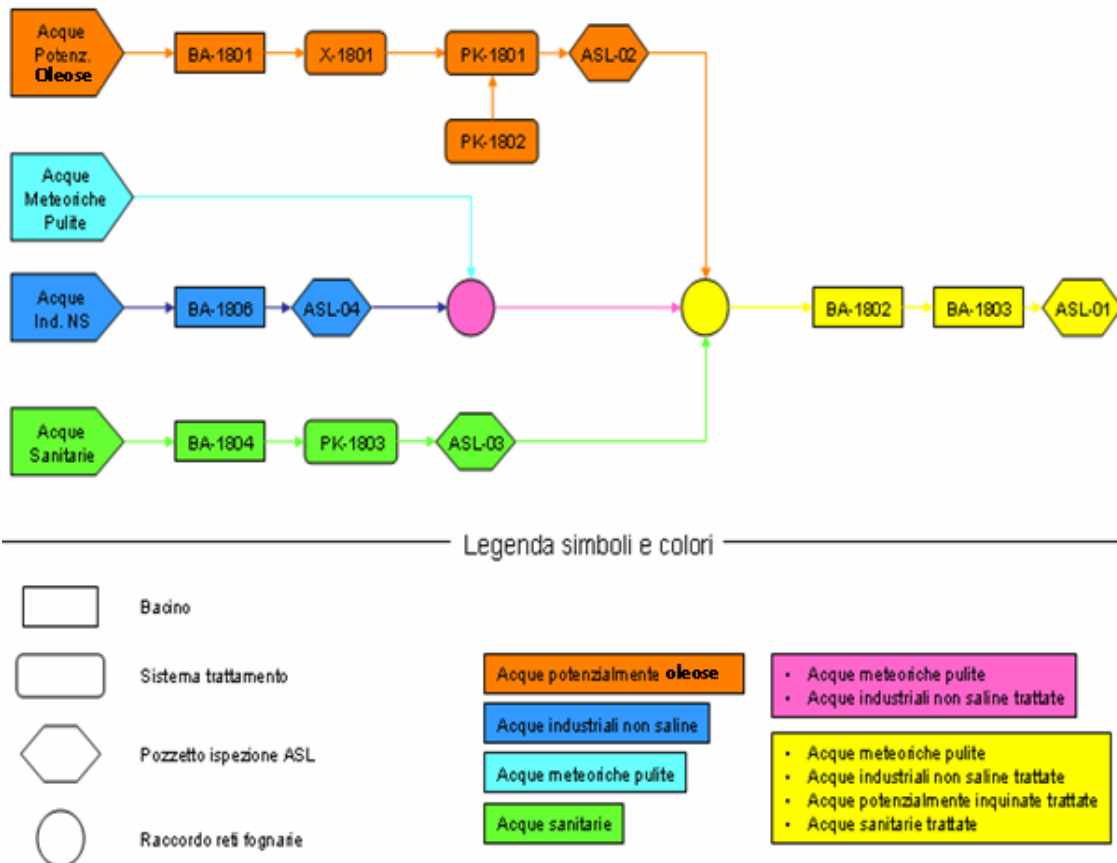 Acque
Potenz.
Oleose
BA-1801
X-1801
PK-1801
ASL-02
PK-1802
Acque
Meteoriche
Pulite
Acque
Ind. NS
BA-1806
ASL-04
BA-1802
BA-1803
ASL-01
Acque
Sanitarie
BA-1804
PK-1803
ASL-03
Legenda simboli e colori
Bacino
Sistema trattamento
Pozzetto ispezione ASL
Raccordo reti fognarie
Acque potenzialmente oleose
Acque industriali non saline
Acque meteoriche pulite
Acque sanitarie
• Acque meteoriche pulite
• Acque industriali non saline trattate
• Acque meteoriche pulite
• Acque industriali non saline trattate
• Acque potenzialmente inquinate trattate
• Acque sanitarie trattate